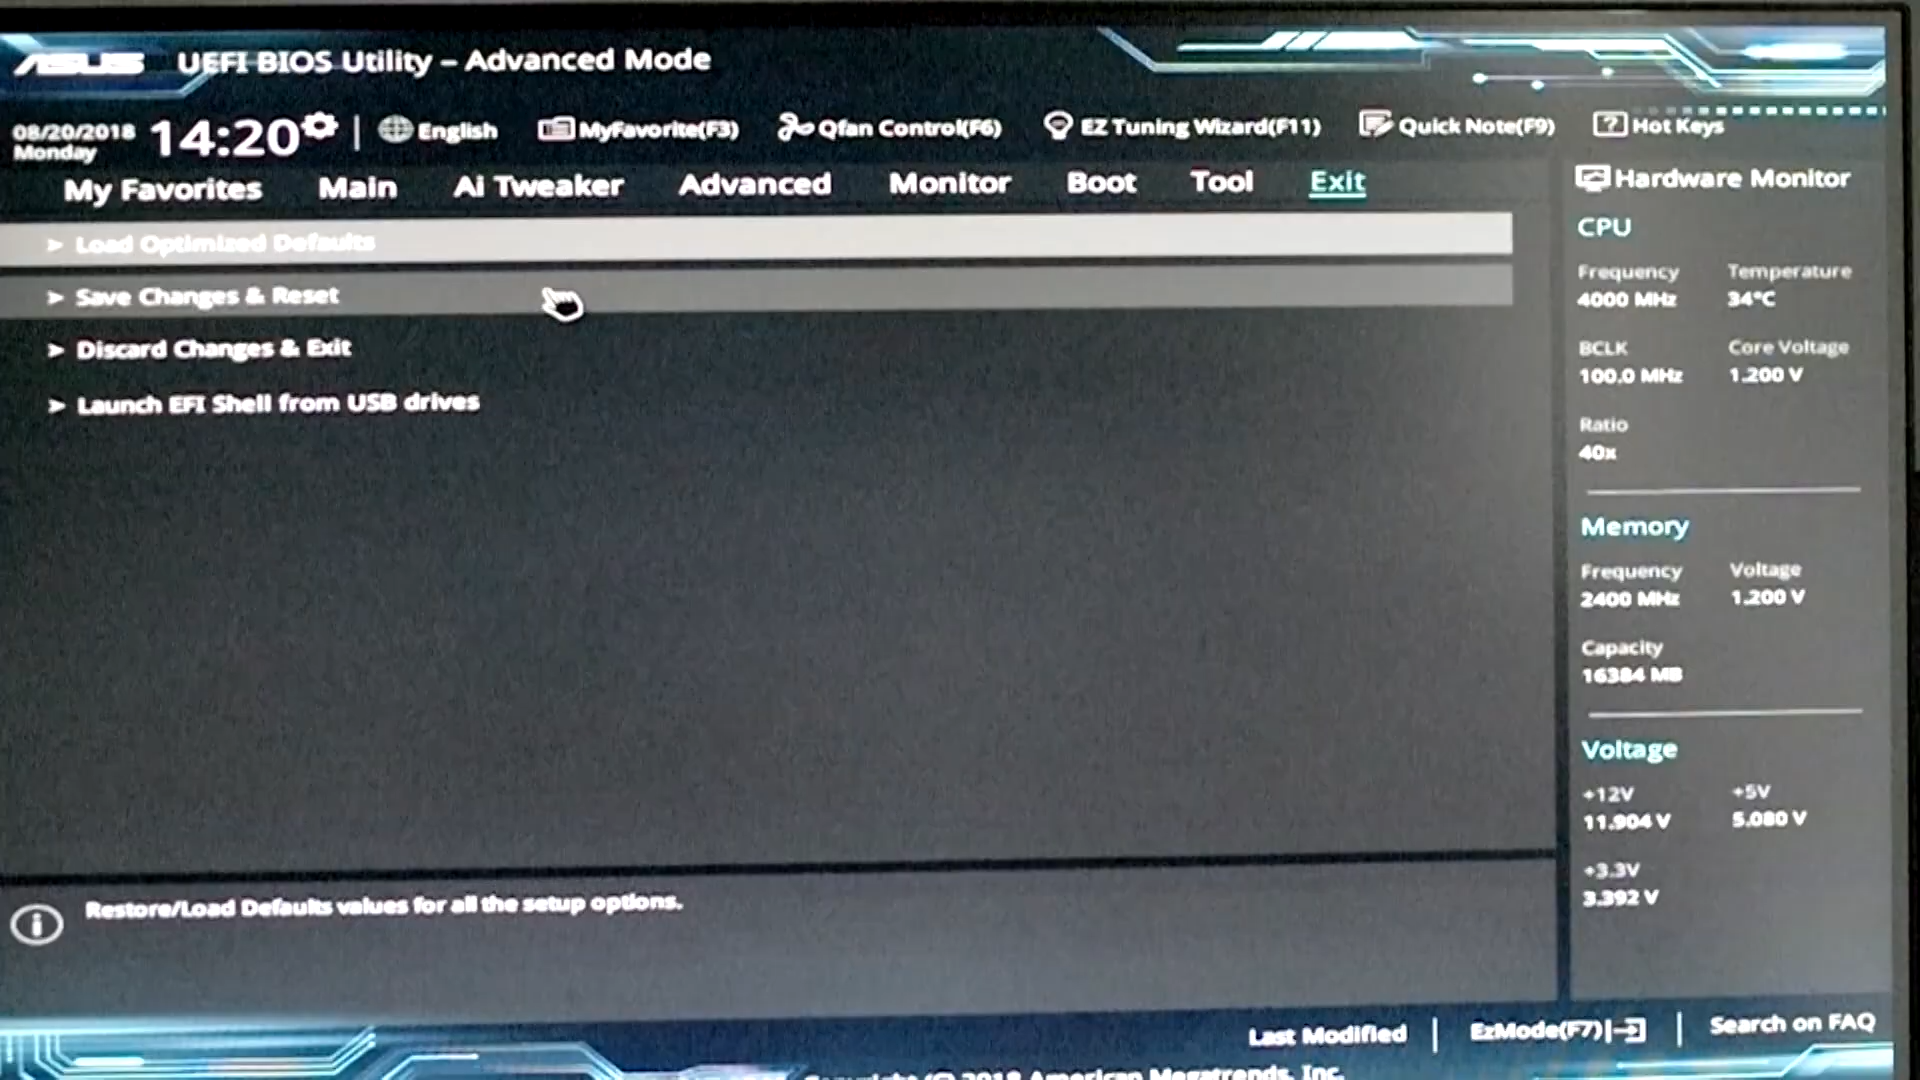 ASUS UEFI BIOS Utility – Advanced Mode
08/20/2018
Monday
14:20
English
MyFavorite(F3)
Qfan Control(F6)
EZ Tuning Wizard(F11)
Quick Note(F9)
Hot Keys
My Favorites
Main
Ai Tweaker
Advanced
Monitor
Boot
Tool
Exit
> Load Optimized Defaults
> Save Changes & Reset
> Discard Changes & Exit
> Launch EFI Shell from USB drives
Restore/Load Defaults values for all the setup options.
Hardware Monitor
CPU
Frequency Temperature
4000 MHz 34°C
BCLK Core Voltage
100.0 MHz 1.200 V
Ratio
40x
Memory
Frequency Voltage
2400 MHz 1.200 V
Capacity
16384 MB
Voltage
+12V +5V
11.904 V 5.080 V
+3.3V
3.392 V
Last Modified
EzMode(F7)
Search on FAQ
Copyright (C) 2018 American Megatrends, Inc.